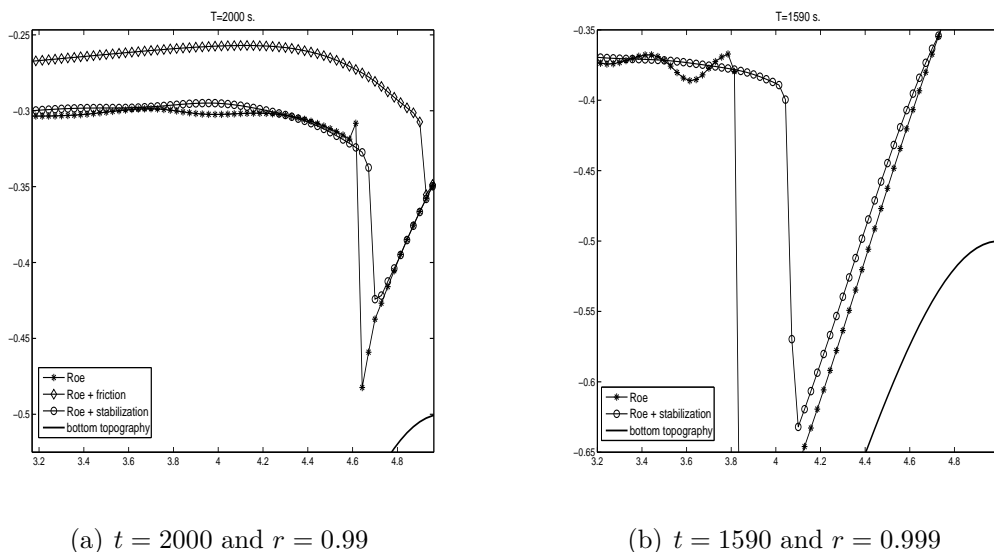 T=2000 s.
−0.25
−0.3
−0.35
−0.4
−0.45
−0.5
3.2 3.4 3.6 3.8 4 4.2 4.4 4.6 4.8
Roe
Roe + friction
Roe + stabilization
bottom topography
(a) t = 2000 and r = 0.99
T=1590 s.
−0.35
−0.4
−0.45
−0.5
−0.55
−0.6
−0.65
3.2 3.4 3.6 3.8 4 4.2 4.4 4.6 4.8
Roe
Roe + stabilization
bottom topography
(b) t = 1590 and r = 0.999